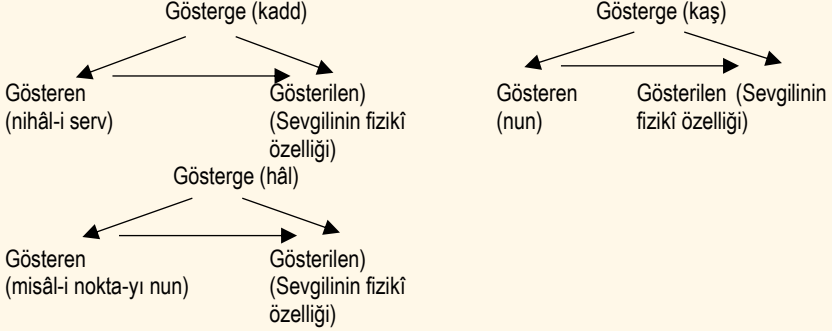 Gösterge (kadd)
Gösteren
(nihâl-i serv)
Gösterilen)
(Sevgilinin fizikî
özelliği)
Gösterge (kaş)
Gösteren
(nun)
Gösterilen (Sevgilinin
fizikî özelliği)
Gösterge (hâl)
Gösteren
(misâl-i nokta-yı nun)
Gösterilen)
(Sevgilinin fizikî
özelliği)